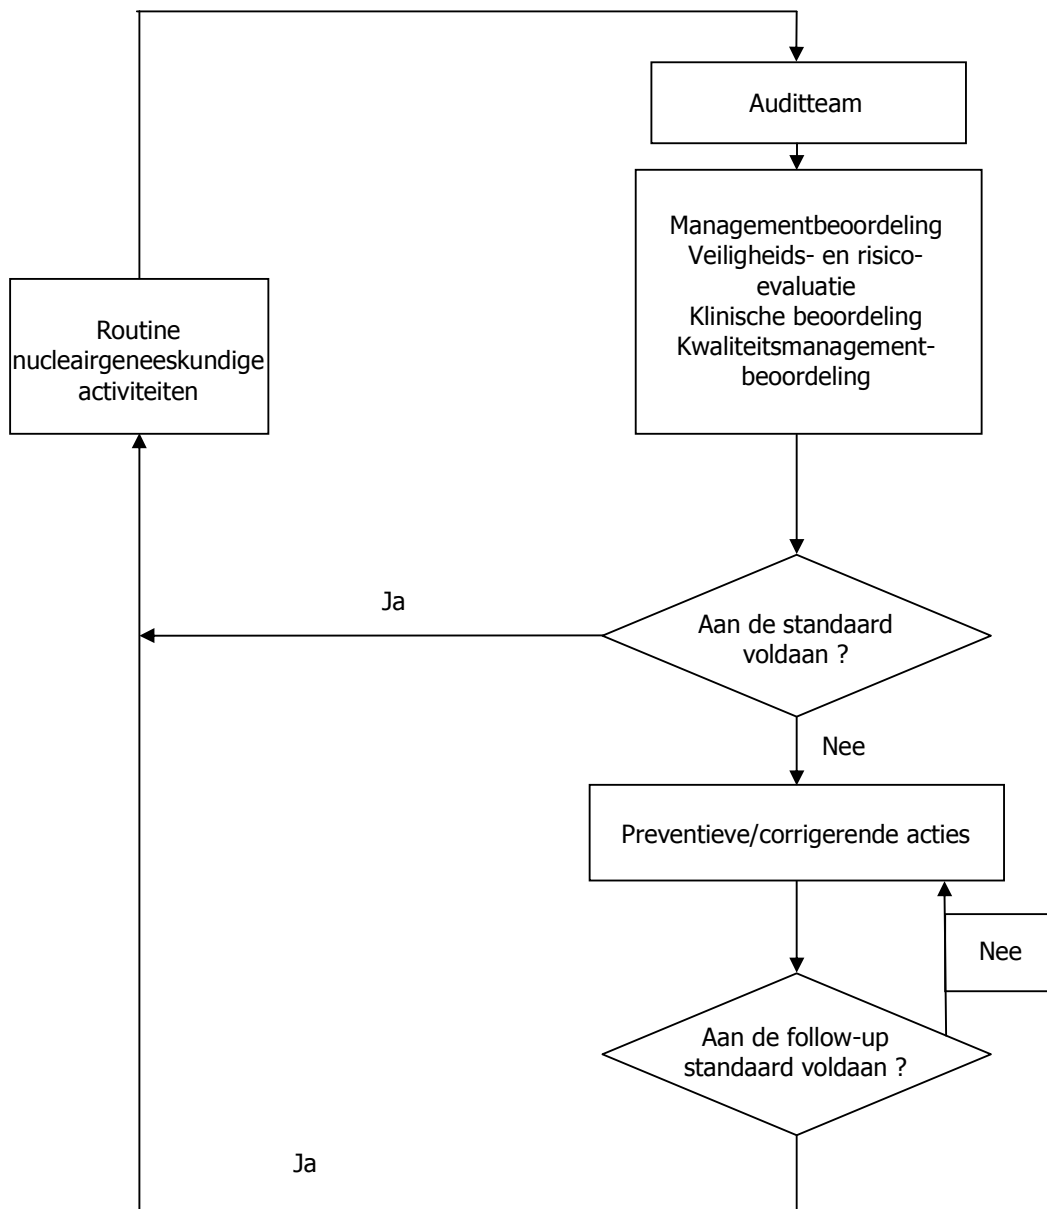 Auditteam
Managementbeoordeling
Veiligheids- en risico-
evaluatie
Klinische beoordeling
Kwaliteitsmanagement-
beoordeling
Routine
nucleairgeneeskundige
activiteiten
Ja
Aan de standaard
voldaan ?
Nee
Preventieve/corrigerende acties
Nee
Aan de follow-up
standaard voldaan ?
Ja